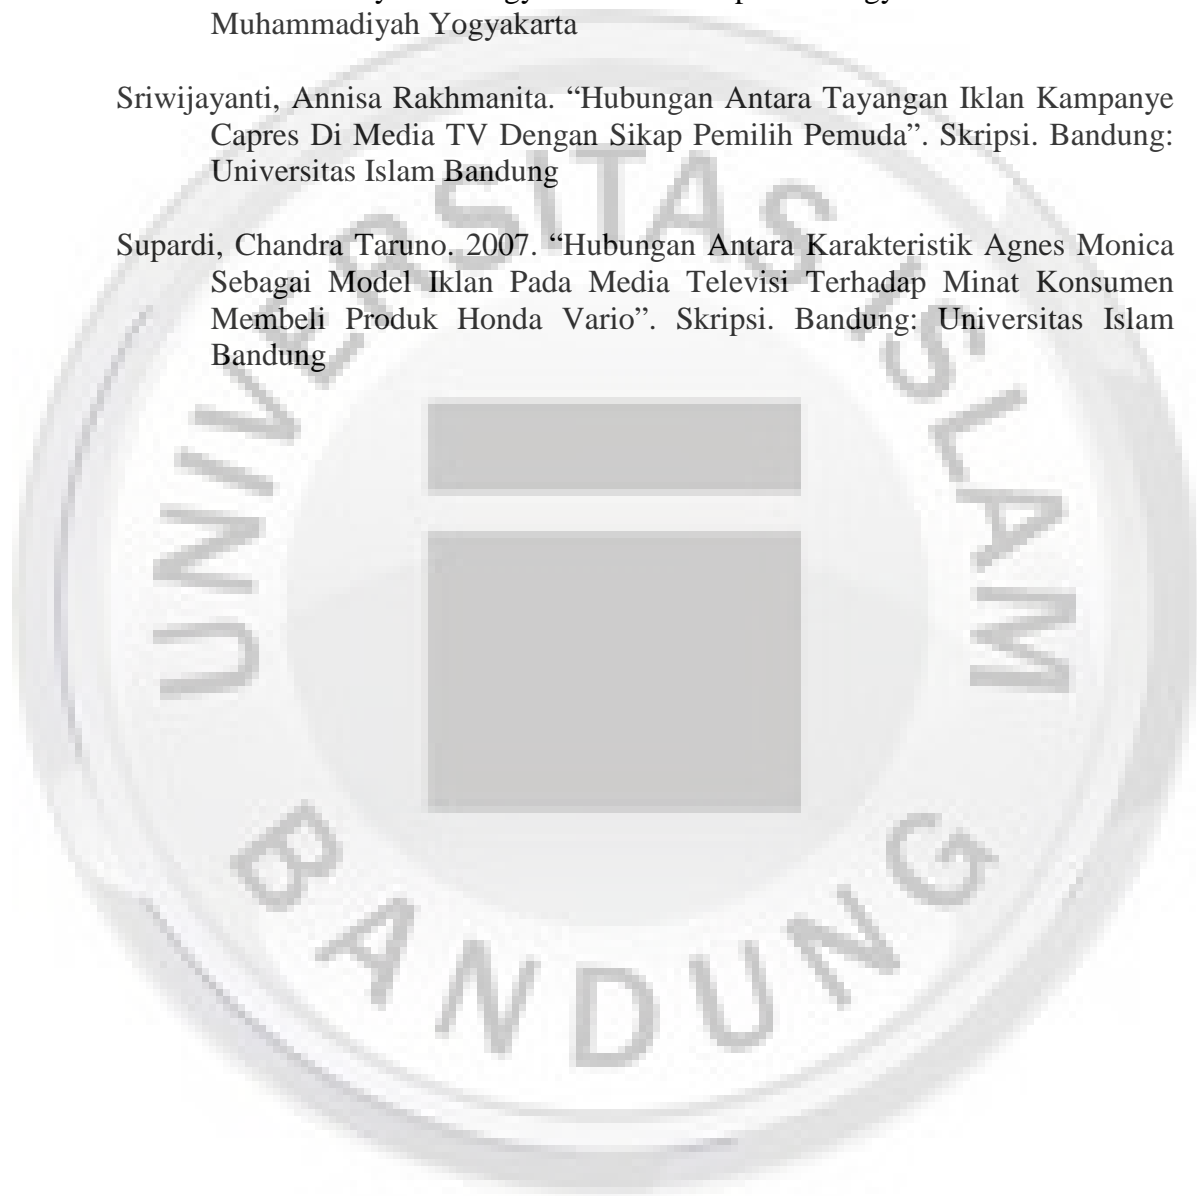 Muhammadiyah Yogyakarta
Sriwijayanti, Annisa Rakhmanita. “Hubungan Antara Tayangan Iklan Kampanye
Capres Di Media TV Dengan Sikap Pemilih Pemuda”. Skripsi. Bandung:
Universitas Islam Bandung
Supardi, Chandra Taruno. 2007. “Hubungan Antara Karakteristik Agnes Monica
Sebagai Model Iklan Pada Media Televisi Terhadap Minat Konsumen
Membeli Produk Honda Vario”. Skripsi. Bandung: Universitas Islam
Bandung
UNIVERSITAS ISLAM
BANDUNG